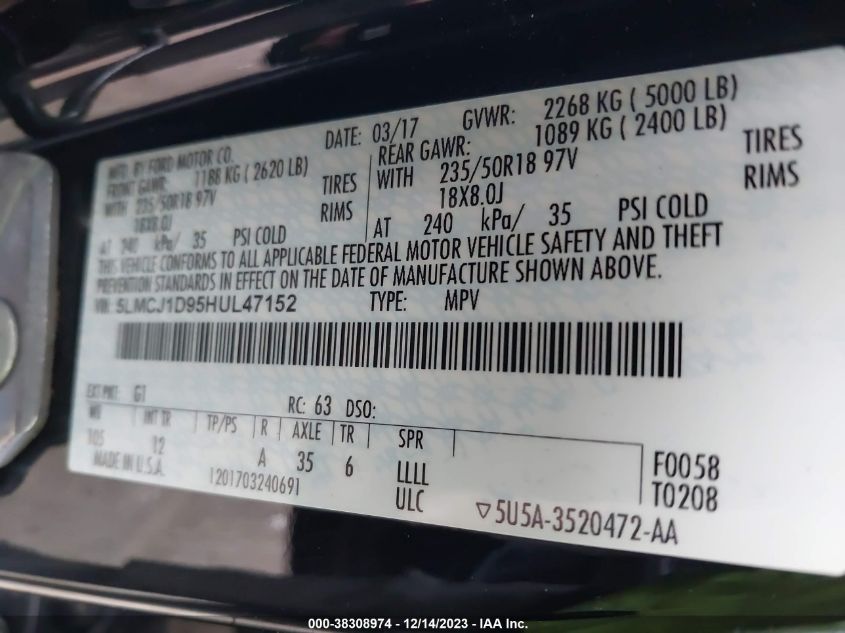 MFD. BY FORD MOTOR CO.
DATE: 03/17 GVWR: 2268 KG ( 5000 LB)
FRONT GAWR: 1188 KG ( 2620 LB) REAR GAWR: 1089 KG ( 2400 LB)
WITH 235/50R18 97V TIRES WITH 235/50R18 97V TIRES
18X8.0J RIMS 18X8.0J RIMS
AT 240 kPa/ 35 PSI COLD AT 240 kPa/ 35 PSI COLD
THIS VEHICLE CONFORMS TO ALL APPLICABLE FEDERAL MOTOR VEHICLE SAFETY AND THEFT
PREVENTION STANDARDS IN EFFECT ON THE DATE OF MANUFACTURE SHOWN ABOVE.
VIN: 5LMCJ1D95HUL47152 TYPE: MPV
EXT PNT: G1 RC: 63 DSO:
WB INT TR TP/PS R AXLE TR SPR
105 12 A 35 6 LLLL F0058
MADE IN U.S.A. 1201703240691 ULC T0208
▽5U5A-3520472-AA
000-38308974 - 12/14/2023 - IAA Inc.